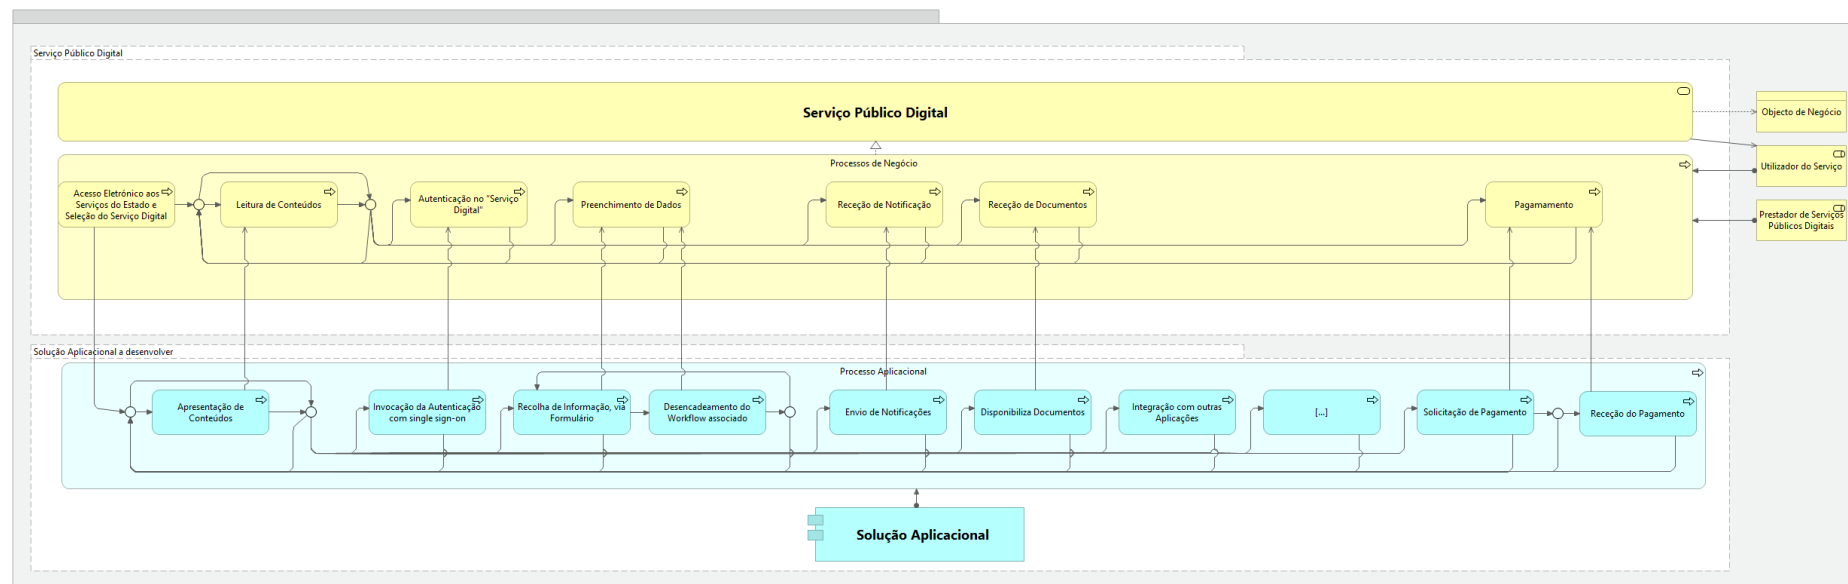 Serviço Público Digital
Serviço Público Digital
Objecto de Negócio
Processos de Negócio
Utilizador do Serviço
Acesso Eletrónico aos
Serviços do Estado e
Seleção do Serviço Digital
Leitura de Conteúdos
Autenticação no "Serviço
Digital"
Preenchimento de Dados
Receção de Notificação
Receção de Documentos
Pagamamento
Prestador de Serviços
Públicos Digitais
Solução Aplicacional a desenvolver
Processo Aplicacional
Apresentação de
Conteúdos
Invocação da Autenticação
com single sign-on
Recolha de Informação, via
Formulário
Desencadeamento do
Workflow associado
Envio de Notificações
Disponibiliza Documentos
Integração com outras
Aplicações
[...]
Solicitação de Pagamento
Receção do Pagamento
Solução Aplicacional